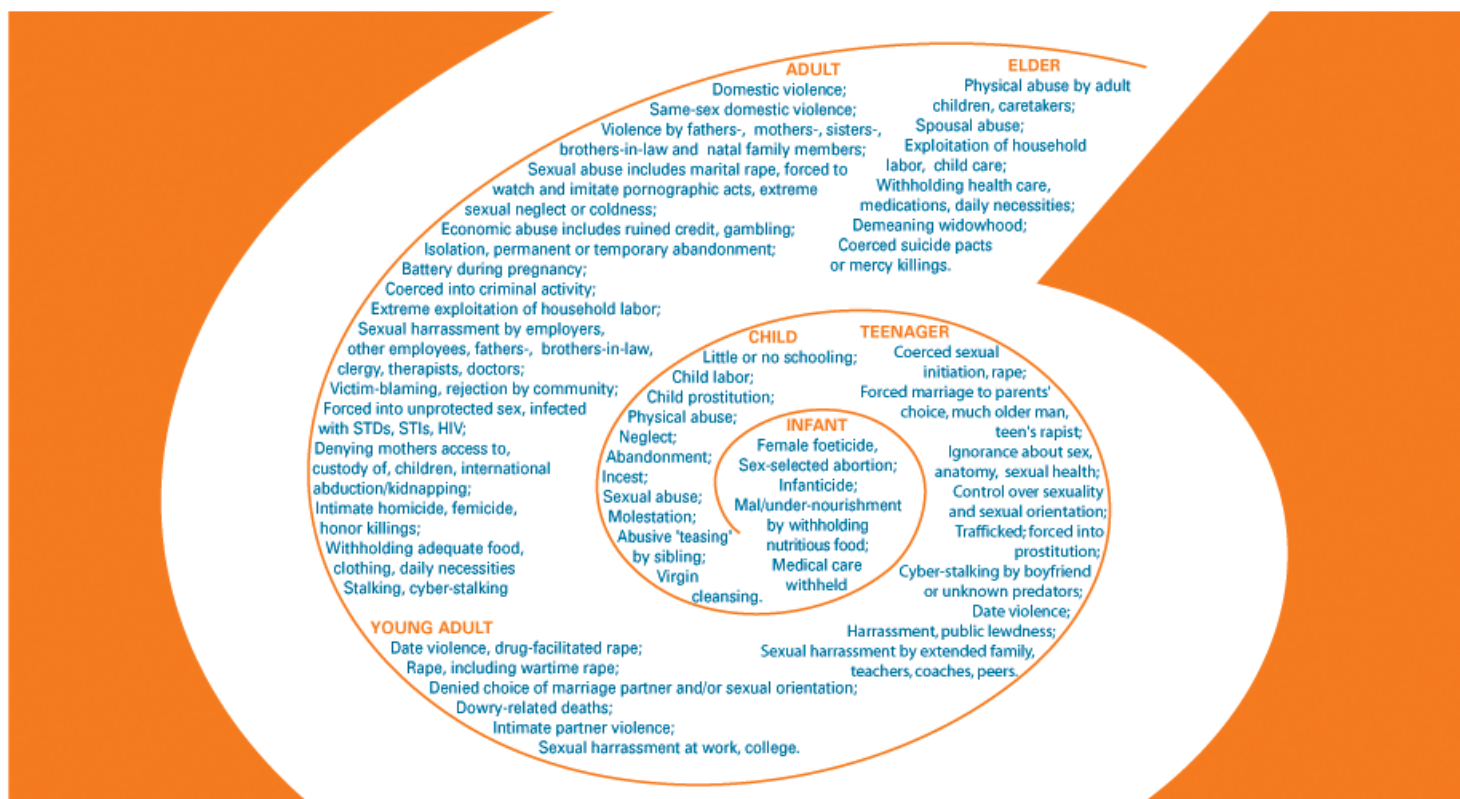 ADULT
Domestic violence;
Same-sex domestic violence;
Violence by fathers-, mothers-, sisters-,
brothers-in-law and natal family members;
Sexual abuse includes marital rape, forced to
watch and imitate pornographic acts, extreme
sexual neglect or coldness;
Economic abuse includes ruined credit, gambling;
Isolation, permanent or temporary abandonment;
Battery during pregnancy;
Coerced into criminal activity;
Extreme exploitation of household labor;
Sexual harrassment by employers,
other employees, fathers-, brothers-in-law,
clergy, therapists, doctors;
Victim-blaming, rejection by community;
Forced into unprotected sex, infected
with STDs, STIs, HIV;
Denying mothers access to,
custody of, children, international
abduction/kidnapping;
Intimate homicide, femicide,
honor killings;
Withholding adequate food,
clothing, daily necessities
Stalking, cyber-stalking
ELDER
Physical abuse by adult
children, caretakers;
Spousal abuse;
Exploitation of household
labor, child care;
Withholding health care,
medications, daily necessities;
Demeaning widowhood;
Coerced suicide pacts
or mercy killings.
CHILD
Little or no schooling;
Child labor;
Child prostitution;
Physical abuse;
Neglect;
Abandonment;
Incest;
Sexual abuse;
Molestation;
Abusive "teasing"
by sibling;
Virgin
cleansing.
TEENAGER
Coerced sexual
initiation, rape;
Forced marriage to parents'
choice, much older man,
teen's rapist;
Ignorance about sex,
anatomy, sexual health;
Control over sexuality
and sexual orientation;
Trafficked; forced into
prostitution;
Cyber-stalking by boyfriend
or unknown predators;
Date violence;
Harrassment, public lewdness;
Sexual harrassment by extended family,
teachers, coaches, peers.
INFANT
Female foeticide,
Sex-selected abortion;
Infanticide;
Mal/under-nourishment
by withholding
nutritious food;
Medical care
withheld
YOUNG ADULT
Date violence, drug-facilitated rape;
Rape, including wartime rape;
Denied choice of marriage partner and/or sexual orientation;
Dowry-related deaths;
Intimate partner violence;
Sexual harrassment at work, college.